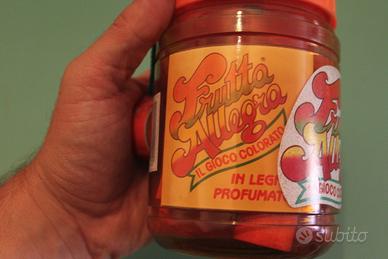 Frutta
Allegra
IL GIOCO COLORATO
IN LEGN
PROFUMAT
subito